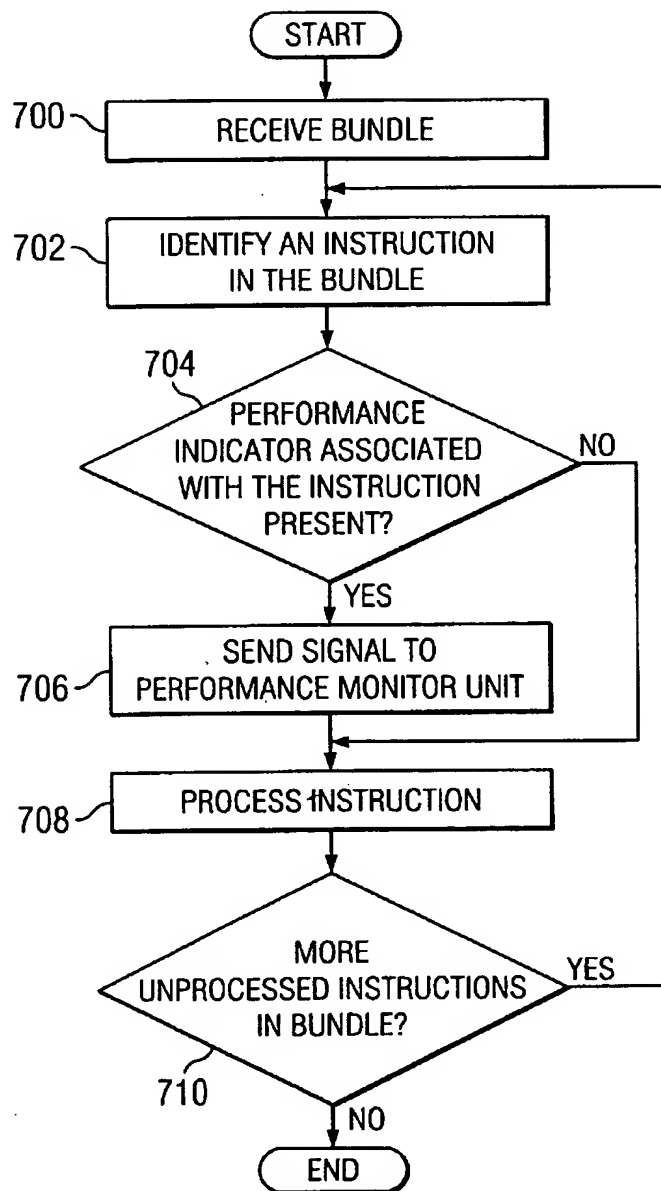 START
700
RECEIVE BUNDLE
702
IDENTIFY AN INSTRUCTION
IN THE BUNDLE
704
PERFORMANCE
INDICATOR ASSOCIATED
WITH THE INSTRUCTION
PRESENT?
NO
YES
706
SEND SIGNAL TO
PERFORMANCE MONITOR UNIT
708
PROCESS INSTRUCTION
MORE
UNPROCESSED INSTRUCTIONS
IN BUNDLE?
YES
710
NO
END